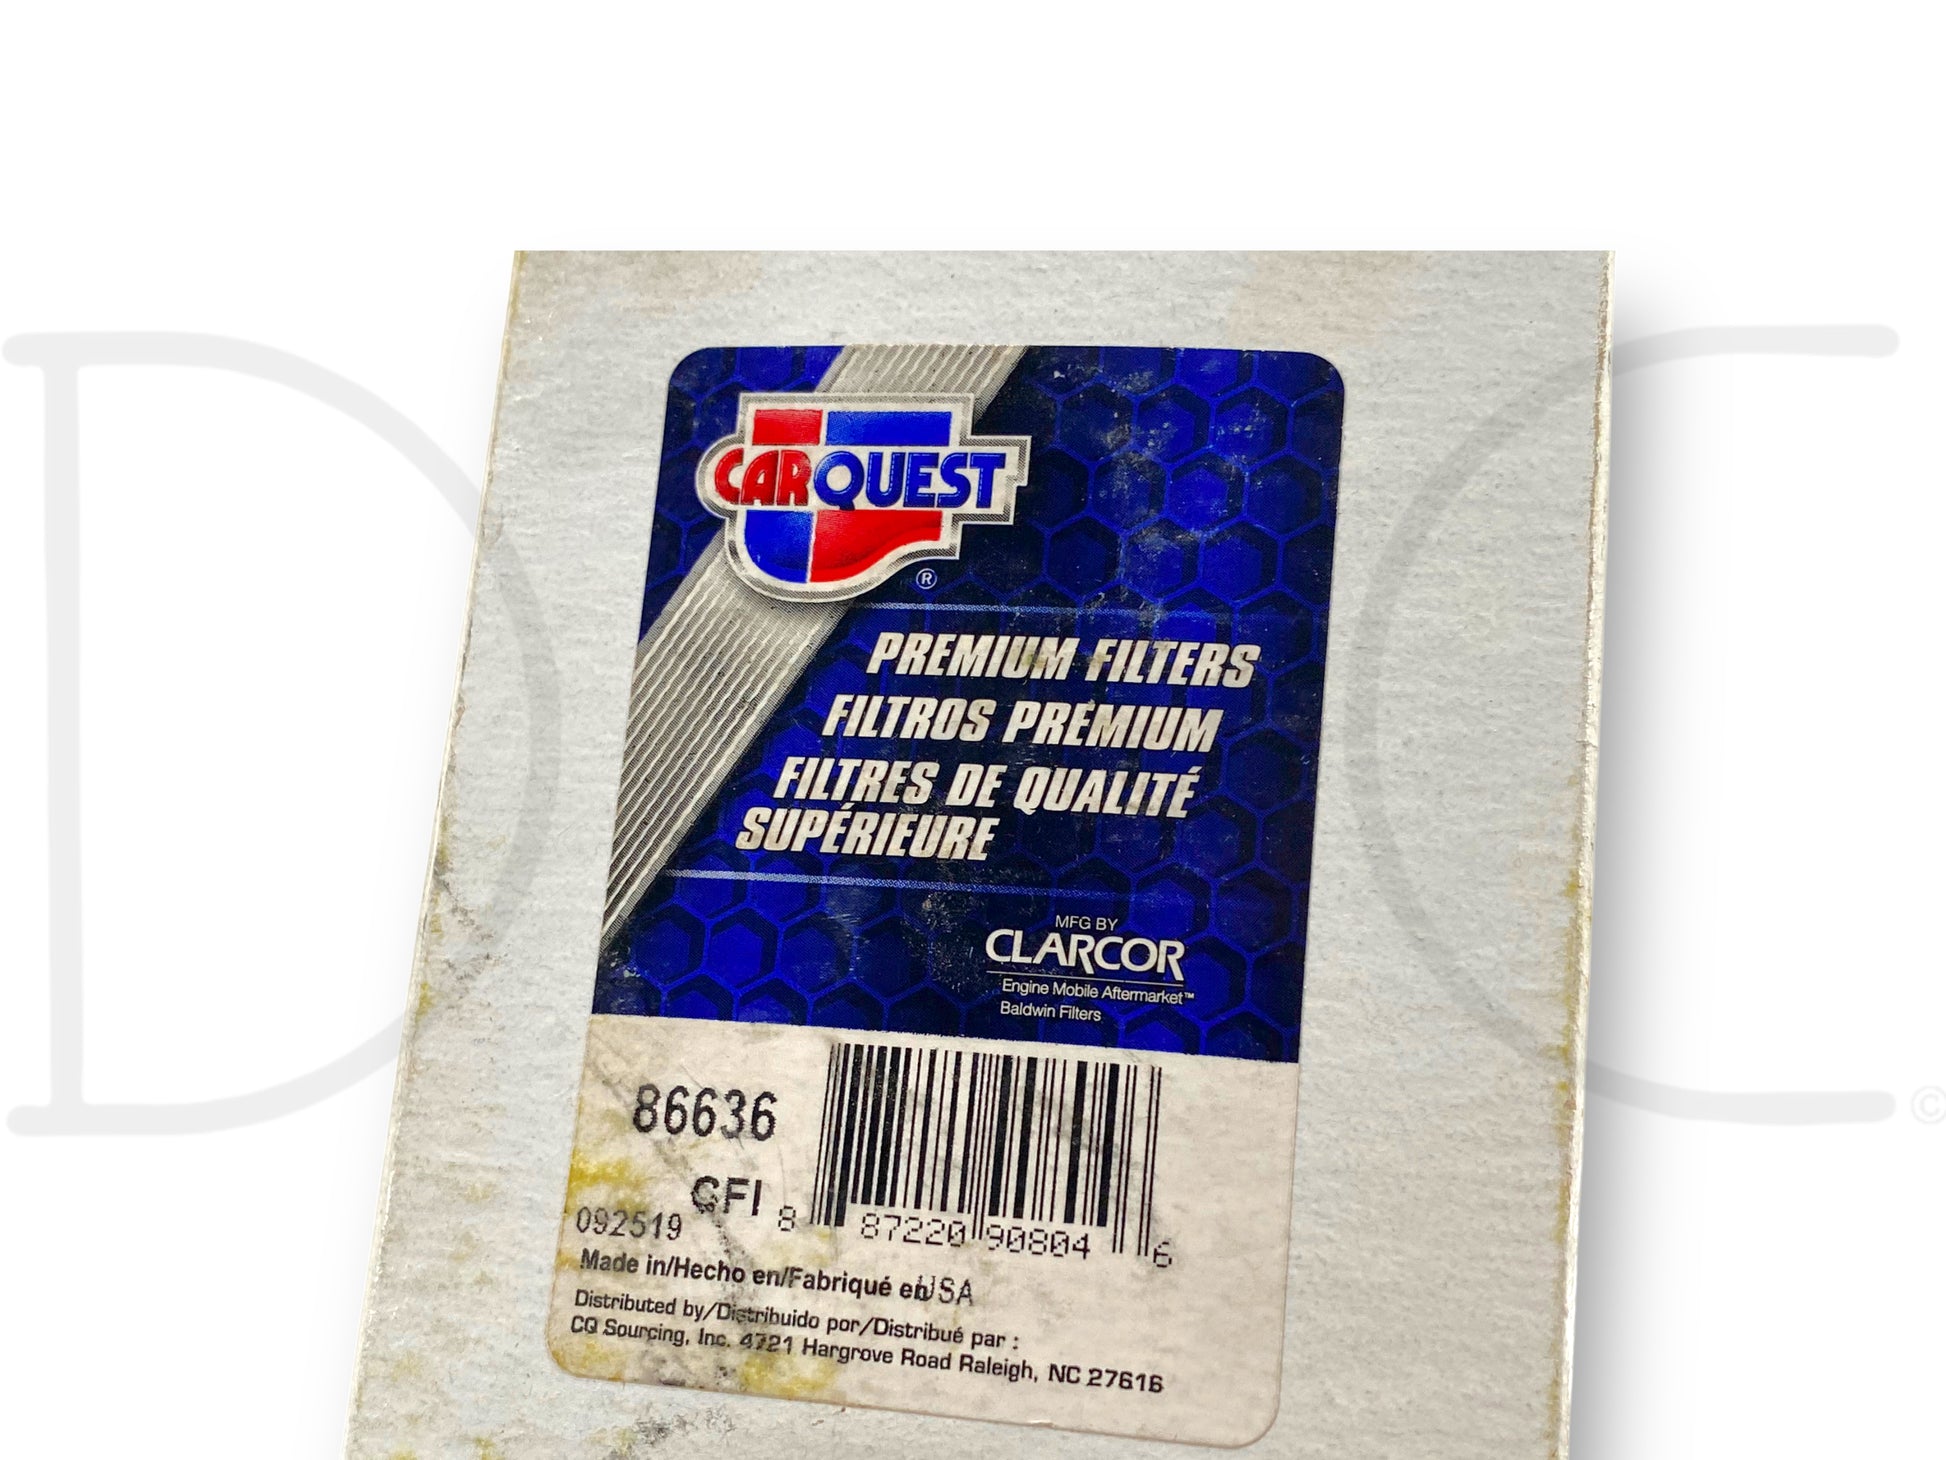 CARQUEST
®
PREMIUM FILTERS
FILTROS PREMIUM
FILTRES DE QUALITÉ
SUPÉRIEURE
MFG BY
CLARCOR
Engine Mobile Aftermarket™
Baldwin Filters
86636
CFI
092519
8 87220 90804 6
Made in/Hecho en/Fabriqué en USA
Distributed by/Distribuido por/Distribué par :
CQ Sourcing, Inc. 4721 Hargrove Road Raleigh, NC 27616
DC ©